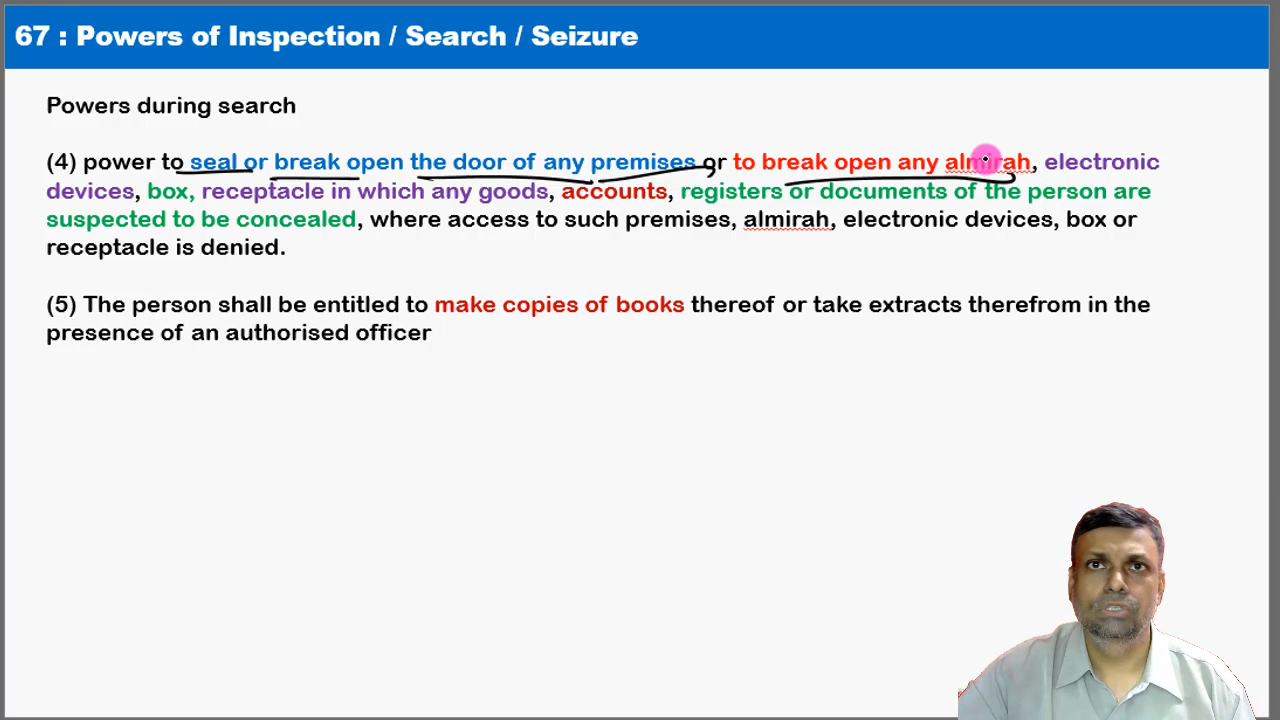 67 : Powers of Inspection / Search / Seizure
Powers during search
(4) power to seal or break open the door of any premises or to break open any almirah, electronic
devices, box, receptacle in which any goods, accounts, registers or documents of the person are
suspected to be concealed, where access to such premises, almirah, electronic devices, box or
receptacle is denied.
(5) The person shall be entitled to make copies of books thereof or take extracts therefrom in the
presence of an authorised officer